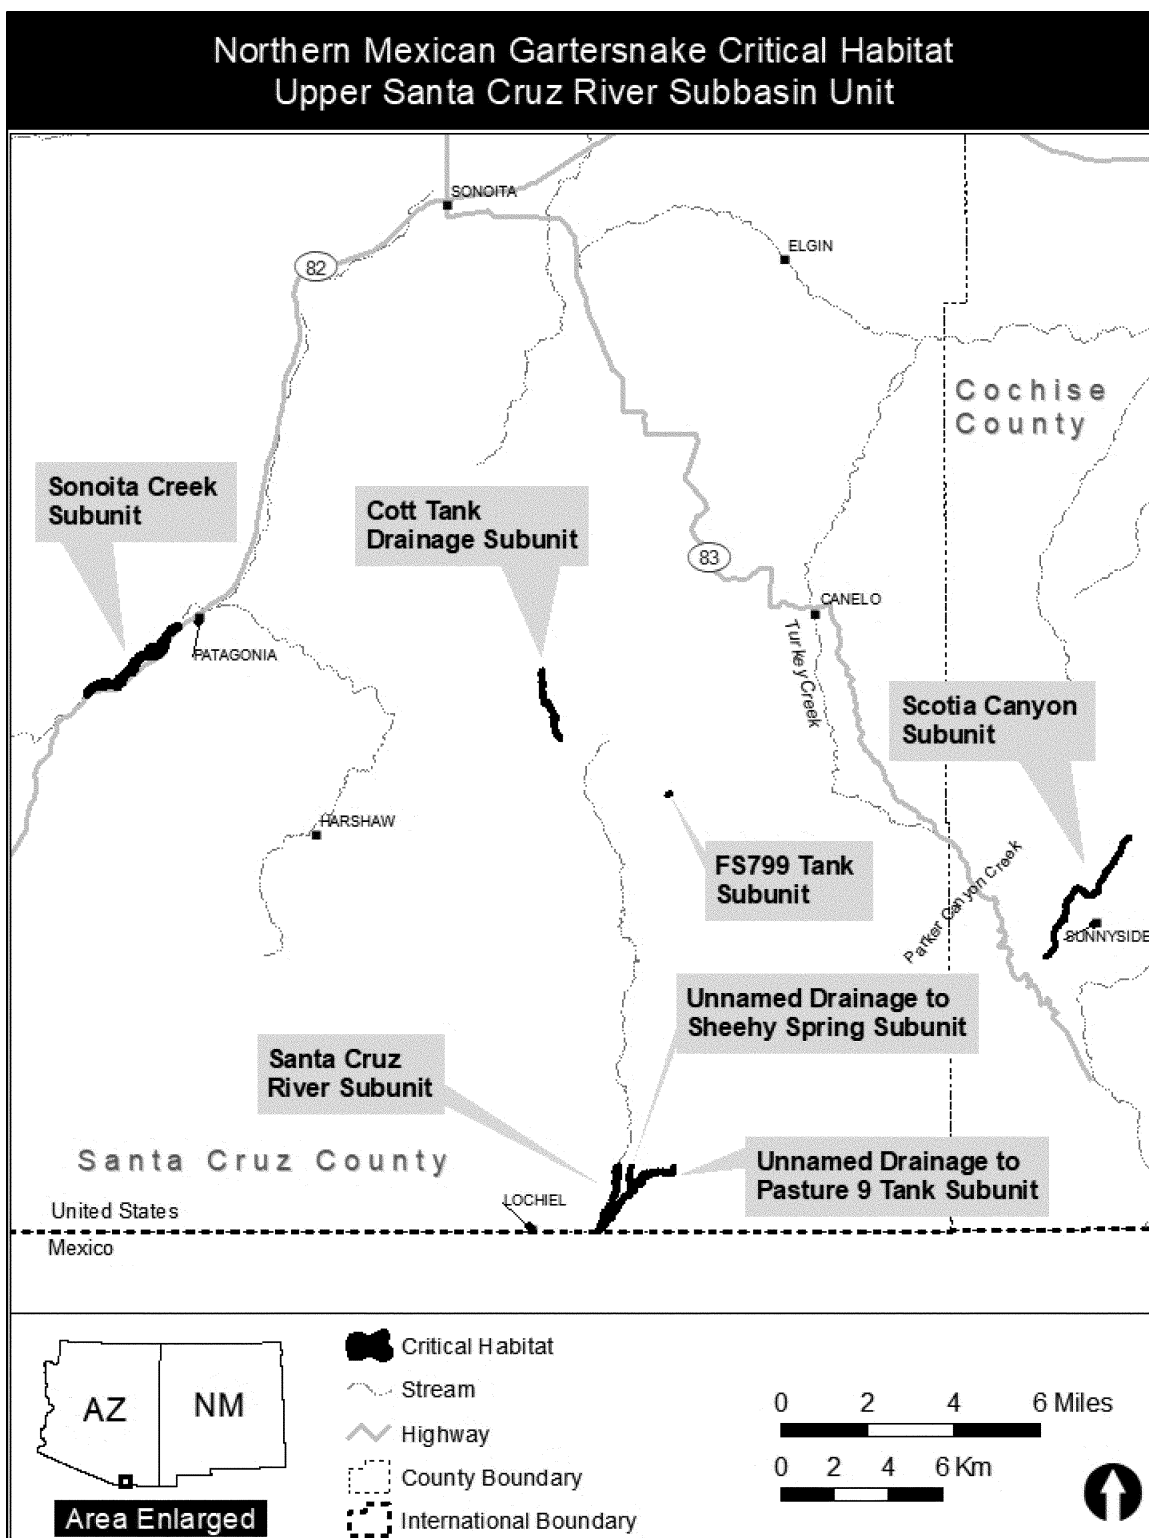 Northern Mexican Gartersnake Critical Habitat
Upper Santa Cruz River Subbasin Unit
SONOITA
ELGIN
82
Cochise
County
Sonoita Creek
Subunit
Cott Tank
Drainage Subunit
83
CANELO
Turkey Creek
PATAGONIA
Scotia Canyon
Subunit
HARSHAW
FS799 Tank
Subunit
Parker Canyon Creek
SUNNYSIDE
Unnamed Drainage to
Sheehy Spring Subunit
Santa Cruz
River Subunit
Santa Cruz County
Unnamed Drainage to
Pasture 9 Tank Subunit
LOCHIEL
United States
Mexico
AZ
NM
Area Enlarged
Critical Habitat
Stream
Highway
County Boundary
International Boundary
0 2 4 6 Miles
0 2 4 6 Km